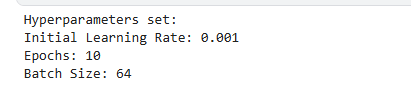 Hyperparameters set:
Initial Learning Rate: 0.001
Epochs: 10
Batch Size: 64